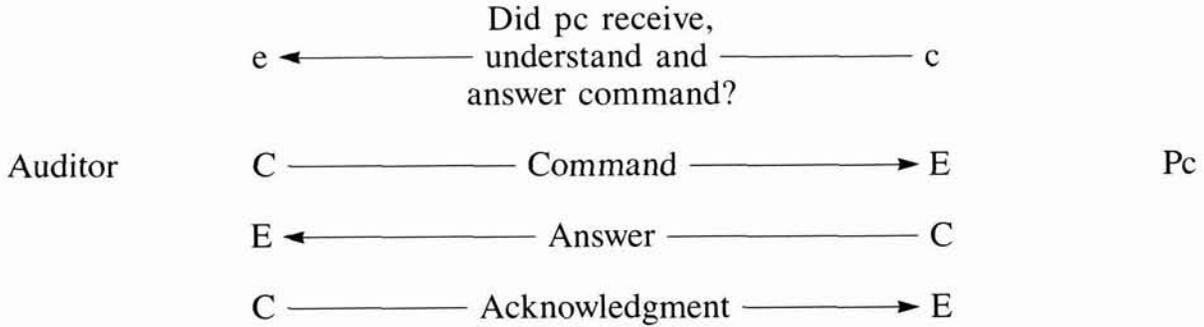 Did pc receive,
e understand and c
answer command?
Auditor C Command E Pc
E Answer C
C Acknowledgment E